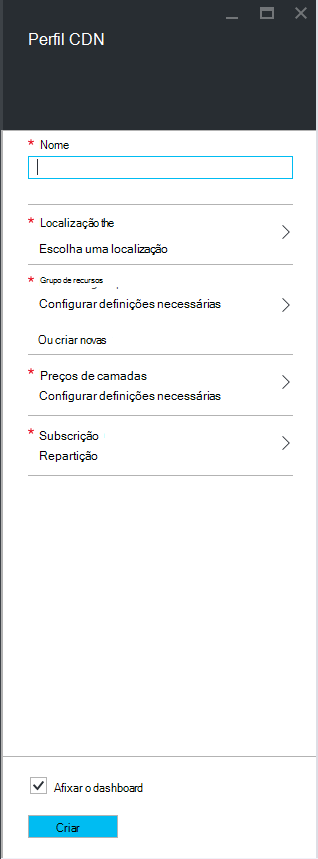 Perfil CDN
* Nome
* Localização the
Escolha uma localização
* Grupo de recursos
Configurar definições necessárias
Ou criar novas
* Preços de camadas
Configurar definições necessárias
* Subscrição
Repartição
Afixar o dashboard
Criar